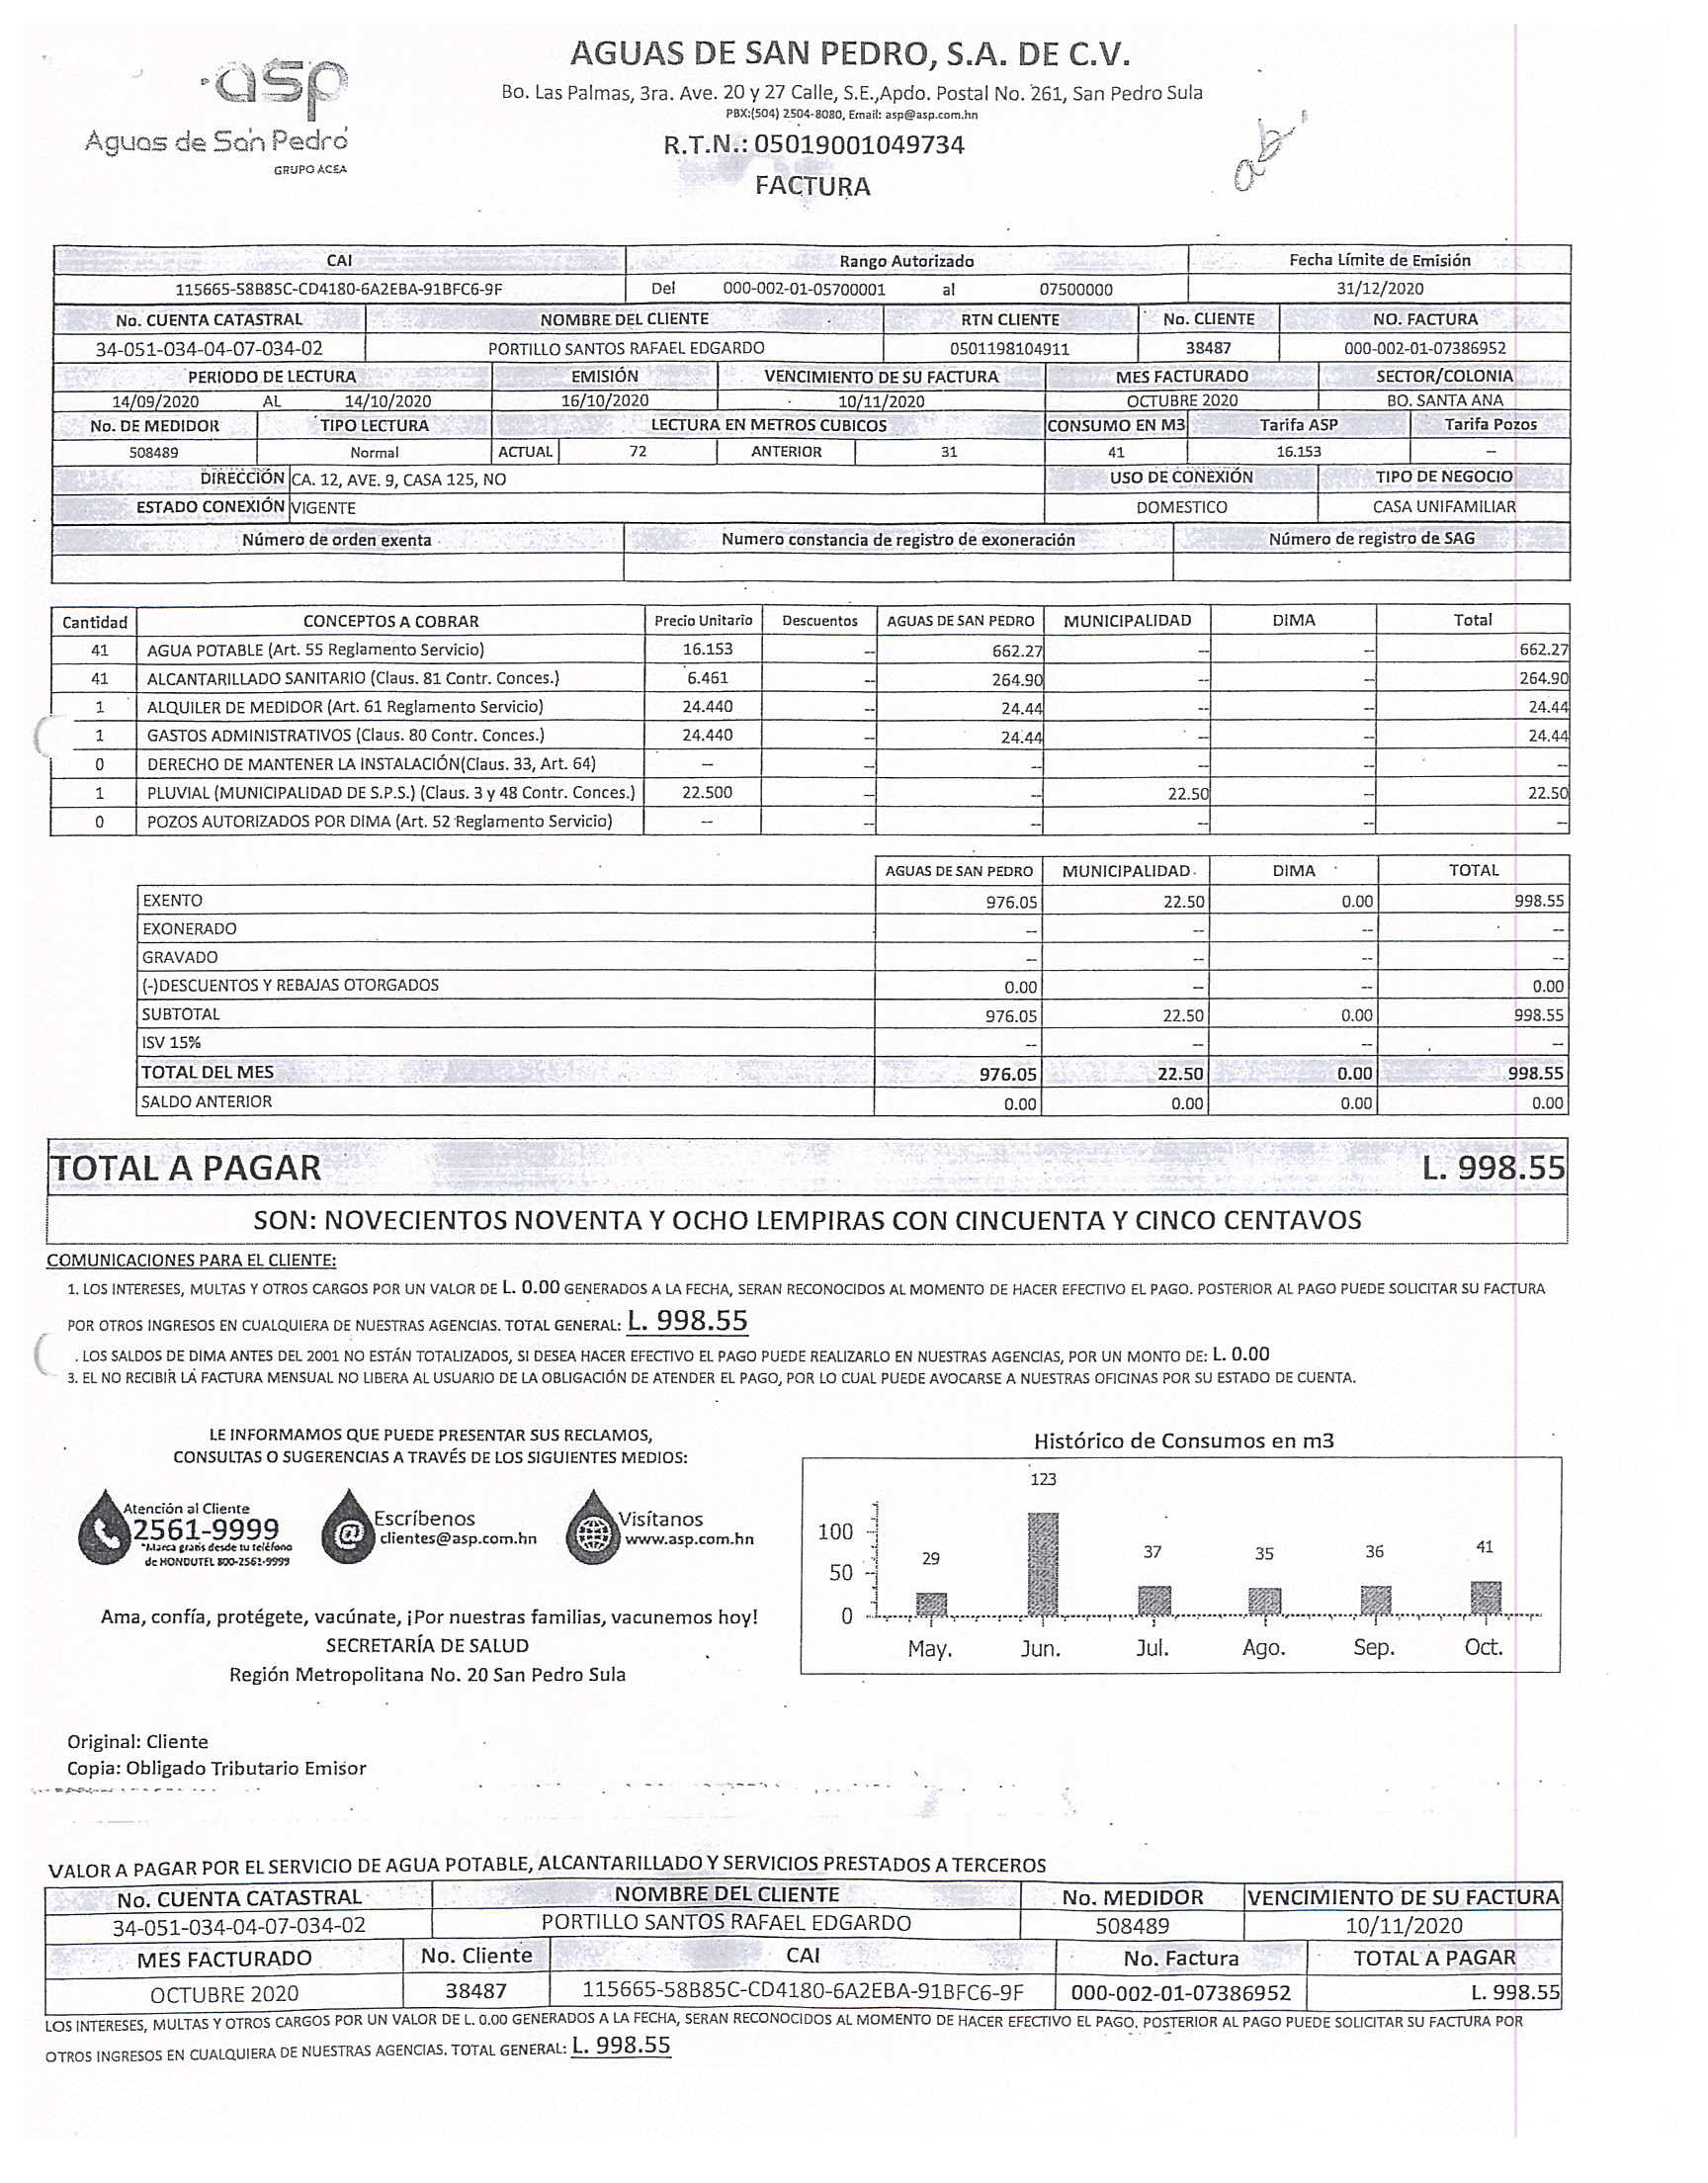 asp
Aguas de San Pedro
GRUPO ACEA
AGUAS DE SAN PEDRO, S.A. DE C.V.
Bo. Las Palmas, 3ra. Ave. 20 y 27 Calle, S.E.,Apdo. Postal No. 261, San Pedro Sula
PBX:(504) 2504-8080, Email: asp@asp.com.hn
R.T.N.: 05019001049734
FACTURA
CAI Rango Autorizado Fecha Límite de Emisión
115665-58B85C-CD4180-6A2EBA-91BFC6-9F Del 000-002-01-05700001 al 07500000 31/12/2020
No. CUENTA CATASTRAL NOMBRE DEL CLIENTE RTN CLIENTE No. CLIENTE NO. FACTURA
34-051-034-04-07-034-02 PORTILLO SANTOS RAFAEL EDGARDO 0501198104911 38487 000-002-01-07386952
PERIODO DE LECTURA EMISIÓN VENCIMIENTO DE SU FACTURA MES FACTURADO SECTOR/COLONIA
14/09/2020 AL 14/10/2020 16/10/2020 10/11/2020 OCTUBRE 2020 BO. SANTA ANA
No. DE MEDIDOR TIPO LECTURA LECTURA EN METROS CUBICOS CONSUMO EN M3 Tarifa ASP Tarifa Pozos
508489 Normal ACTUAL 72 ANTERIOR 31 41 16.153 --
DIRECCIÓN CA. 12, AVE. 9, CASA 125, NO USO DE CONEXIÓN TIPO DE NEGOCIO
ESTADO CONEXIÓN VIGENTE DOMESTICO CASA UNIFAMILIAR
Número de orden exenta Numero constancia de registro de exoneración Número de registro de SAG
Cantidad CONCEPTOS A COBRAR Precio Unitario Descuentos AGUAS DE SAN PEDRO MUNICIPALIDAD DIMA Total
41 AGUA POTABLE (Art. 55 Reglamento Servicio) 16.153 -- 662.27 -- -- 662.27
41 ALCANTARILLADO SANITARIO (Claus. 81 Contr. Conces.) 6.461 -- 264.90 -- -- 264.90
1 ALQUILER DE MEDIDOR (Art. 61 Reglamento Servicio) 24.440 -- 24.44 -- -- 24.44
1 GASTOS ADMINISTRATIVOS (Claus. 80 Contr. Conces.) 24.440 -- 24.44 -- -- 24.44
0 DERECHO DE MANTENER LA INSTALACIÓN(Claus. 33, Art. 64) -- -- -- -- -- --
1 PLUVIAL (MUNICIPALIDAD DE S.P.S.) (Claus. 3 y 48 Contr. Conces.) 22.500 -- -- 22.50 -- 22.50
0 POZOS AUTORIZADOS POR DIMA (Art. 52 Reglamento Servicio) -- -- -- -- -- --
AGUAS DE SAN PEDRO MUNICIPALIDAD DIMA TOTAL
EXENTO 976.05 22.50 0.00 998.55
EXONERADO -- -- -- --
GRAVADO -- -- -- --
(-)DESCUENTOS Y REBAJAS OTORGADOS 0.00 -- -- 0.00
SUBTOTAL 976.05 22.50 0.00 998.55
ISV 15% -- -- -- --
TOTAL DEL MES 976.05 22.50 0.00 998.55
SALDO ANTERIOR 0.00 0.00 0.00 0.00
TOTAL A PAGAR L. 998.55
SON: NOVECIENTOS NOVENTA Y OCHO LEMPIRAS CON CINCUENTA Y CINCO CENTAVOS
COMUNICACIONES PARA EL CLIENTE:
1. LOS INTERESES, MULTAS Y OTROS CARGOS POR UN VALOR DE L. 0.00 GENERADOS A LA FECHA, SERAN RECONOCIDOS AL MOMENTO DE HACER EFECTIVO EL PAGO. POSTERIOR AL PAGO PUEDE SOLICITAR SU FACTURA
POR OTROS INGRESOS EN CUALQUIERA DE NUESTRAS AGENCIAS. TOTAL GENERAL: L. 998.55
. LOS SALDOS DE DIMA ANTES DEL 2001 NO ESTÁN TOTALIZADOS, SI DESEA HACER EFECTIVO EL PAGO PUEDE REALIZARLO EN NUESTRAS AGENCIAS, POR UN MONTO DE: L. 0.00
3. EL NO RECIBIR LA FACTURA MENSUAL NO LIBERA AL USUARIO DE LA OBLIGACIÓN DE ATENDER EL PAGO, POR LO CUAL PUEDE AVOCARSE A NUESTRAS OFICINAS POR SU ESTADO DE CUENTA.
LE INFORMAMOS QUE PUEDE PRESENTAR SUS RECLAMOS,
CONSULTAS O SUGERENCIAS A TRAVÉS DE LOS SIGUIENTES MEDIOS:
Atención al Cliente
2561-9999
*Marca gratis desde tu teléfono
de HONDUTEL 800-2561-9999
Escríbenos
clientes@asp.com.hn
Visítanos
www.asp.com.hn
Ama, confía, protégete, vacúnate, ¡Por nuestras familias, vacunemos hoy!
SECRETARÍA DE SALUD
Región Metropolitana No. 20 San Pedro Sula
Histórico de Consumos en m3
123
100
50
0
29 37 35 36 41
May. Jun. Jul. Ago. Sep. Oct.
Original: Cliente
Copia: Obligado Tributario Emisor
VALOR A PAGAR POR EL SERVICIO DE AGUA POTABLE, ALCANTARILLADO Y SERVICIOS PRESTADOS A TERCEROS
No. CUENTA CATASTRAL NOMBRE DEL CLIENTE No. MEDIDOR VENCIMIENTO DE SU FACTURA
34-051-034-04-07-034-02 PORTILLO SANTOS RAFAEL EDGARDO 508489 10/11/2020
MES FACTURADO No. Cliente CAI No. Factura TOTAL A PAGAR
OCTUBRE 2020 38487 115665-58B85C-CD4180-6A2EBA-91BFC6-9F 000-002-01-07386952 L. 998.55
LOS INTERESES, MULTAS Y OTROS CARGOS POR UN VALOR DE L. 0.00 GENERADOS A LA FECHA, SERAN RECONOCIDOS AL MOMENTO DE HACER EFECTIVO EL PAGO. POSTERIOR AL PAGO PUEDE SOLICITAR SU FACTURA POR
OTROS INGRESOS EN CUALQUIERA DE NUESTRAS AGENCIAS. TOTAL GENERAL: L. 998.55